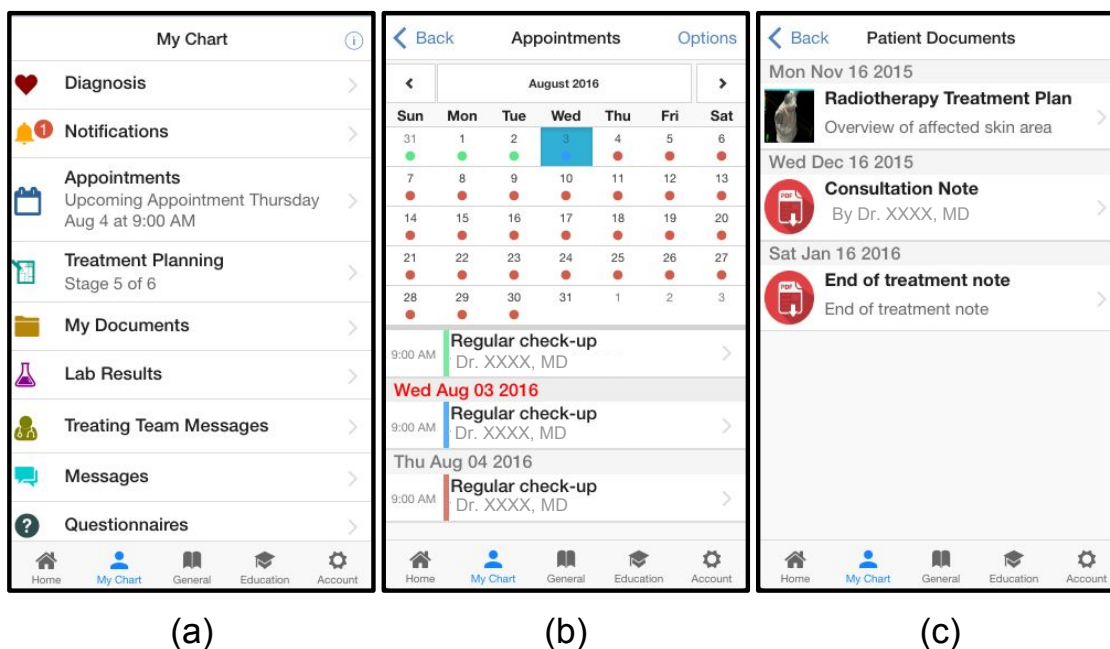 My Chart
Diagnosis
1
Notifications
Appointments
Upcoming Appointment Thursday
Aug 4 at 9:00 AM
Treatment Planning
Stage 5 of 6
My Documents
Lab Results
Treating Team Messages
Messages
?
Questionnaires
Home My Chart General Education Account
(a)
Back Appointments Options
August 2016
Sun Mon Tue Wed Thu Fri Sat
31 1 2 3 4 5 6
7 8 9 10 11 12 13
14 15 16 17 18 19 20
21 22 23 24 25 26 27
28 29 30 31 1 2 3
Regular check-up
9:00 AM
Dr. XXXX, MD
Wed Aug 03 2016
Regular check-up
9:00 AM
Dr. XXXX, MD
Thu Aug 04 2016
Regular check-up
9:00 AM
Dr. XXXX, MD
Home My Chart General Education Account
(b)
Back Patient Documents
Mon Nov 16 2015
Radiotherapy Treatment Plan
Overview of affected skin area
Wed Dec 16 2015
Consultation Note
PDF
By Dr. XXXX, MD
Sat Jan 16 2016
End of treatment note
PDF
End of treatment note
Home My Chart General Education Account
(c)